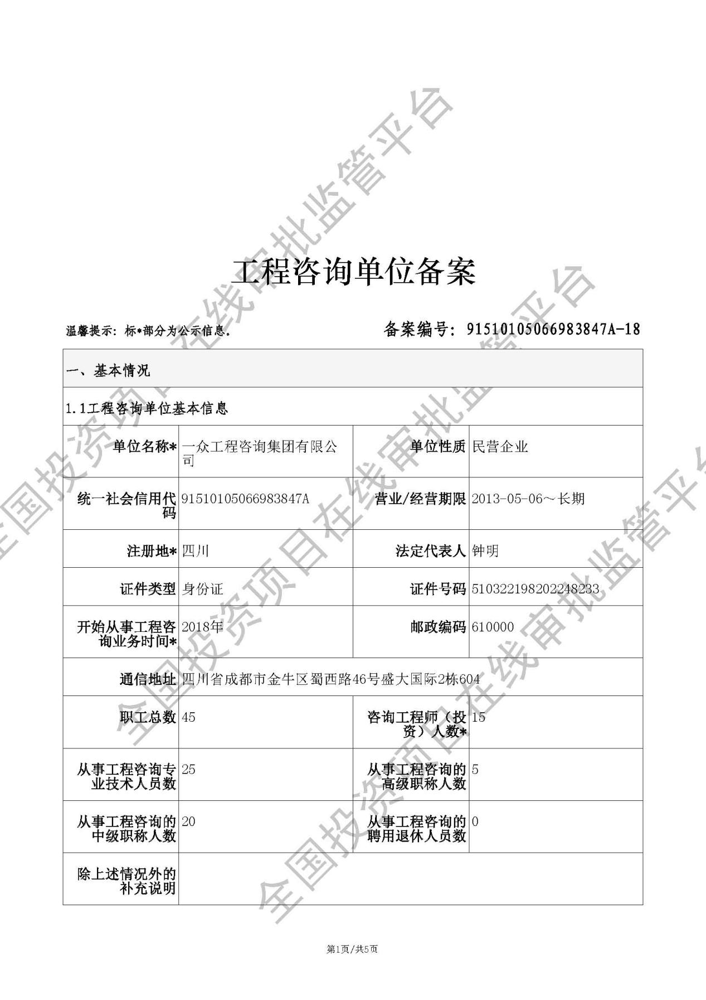 工程咨询单位备案
温馨提示：标*部分为公示信息。
备案编号：91510105066983847A-18
一、基本情况
1.1工程咨询单位基本信息
单位名称*
一众工程咨询集团有限公
司
单位性质
民营企业
统一社会信用代
码
91510105066983847A
营业/经营期限
2013-05-06～长期
注册地*
四川
法定代表人
钟明
证件类型
身份证
证件号码
510322198202248233
开始从事工程咨
询业务时间*
2018年
邮政编码
610000
通信地址
四川省成都市金牛区蜀西路46号盛大国际2栋604
职工总数
45
咨询工程师（投
资）人数*
15
从事工程咨询专
业技术人员数
25
从事工程咨询的
高级职称人数
5
从事工程咨询的
中级职称人数
20
从事工程咨询的
聘用退休人员数
0
除上述情况外的
补充说明
第1页/共5页
全国投资项目在线审批监管平台
全国投资项目在线审批监管平台
全国投资项目在线审批监管平台